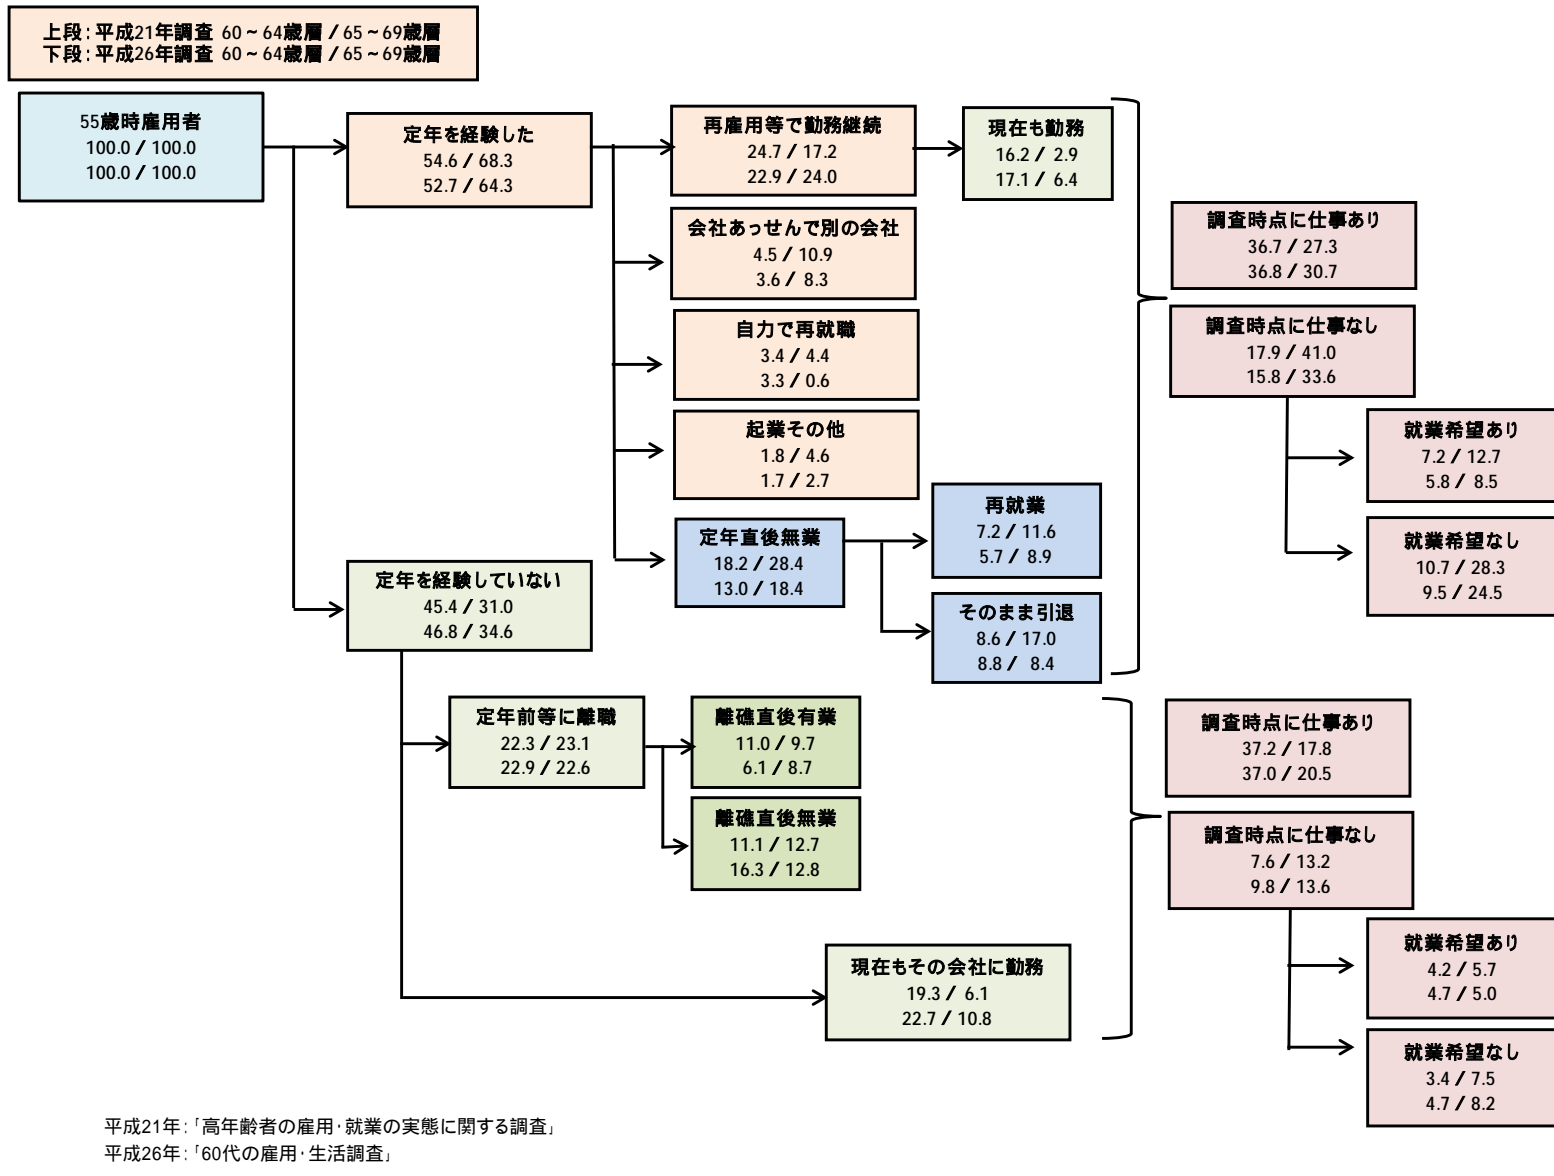 上段:平成21年調査 60~64歳層 / 65~69歳層
下段:平成26年調査 60~64歳層 / 65~69歳層
55歳時雇用者
100.0 / 100.0
100.0 / 100.0
定年を経験した
54.6 / 68.3
52.7 / 64.3
再雇用等で勤務継続
24.7 / 17.2
22.9 / 24.0
現在も勤務
16.2 / 2.9
17.1 / 6.4
会社あっせんで別の会社
4.5 / 10.9
3.6 / 8.3
自力で再就職
3.4 / 4.4
3.3 / 0.6
起業その他
1.8 / 4.6
1.7 / 2.7
定年直後無業
18.2 / 28.4
13.0 / 18.4
再就業
7.2 / 11.6
5.7 / 8.9
そのまま引退
8.6 / 17.0
8.8 / 8.4
調査時点に仕事あり
36.7 / 27.3
36.8 / 30.7
調査時点に仕事なし
17.9 / 41.0
15.8 / 33.6
就業希望あり
7.2 / 12.7
5.8 / 8.5
就業希望なし
10.7 / 28.3
9.5 / 24.5
定年を経験していない
45.4 / 31.0
46.8 / 34.6
定年前等に離職
22.3 / 23.1
22.9 / 22.6
離礁直後有業
11.0 / 9.7
6.1 / 8.7
離礁直後無業
11.1 / 12.7
16.3 / 12.8
現在もその会社に勤務
19.3 / 6.1
22.7 / 10.8
調査時点に仕事あり
37.2 / 17.8
37.0 / 20.5
調査時点に仕事なし
7.6 / 13.2
9.8 / 13.6
就業希望あり
4.2 / 5.7
4.7 / 5.0
就業希望なし
3.4 / 7.5
4.7 / 8.2
平成21年:「高年齢者の雇用・就業の実態に関する調査」
平成26年:「60代の雇用・生活調査」